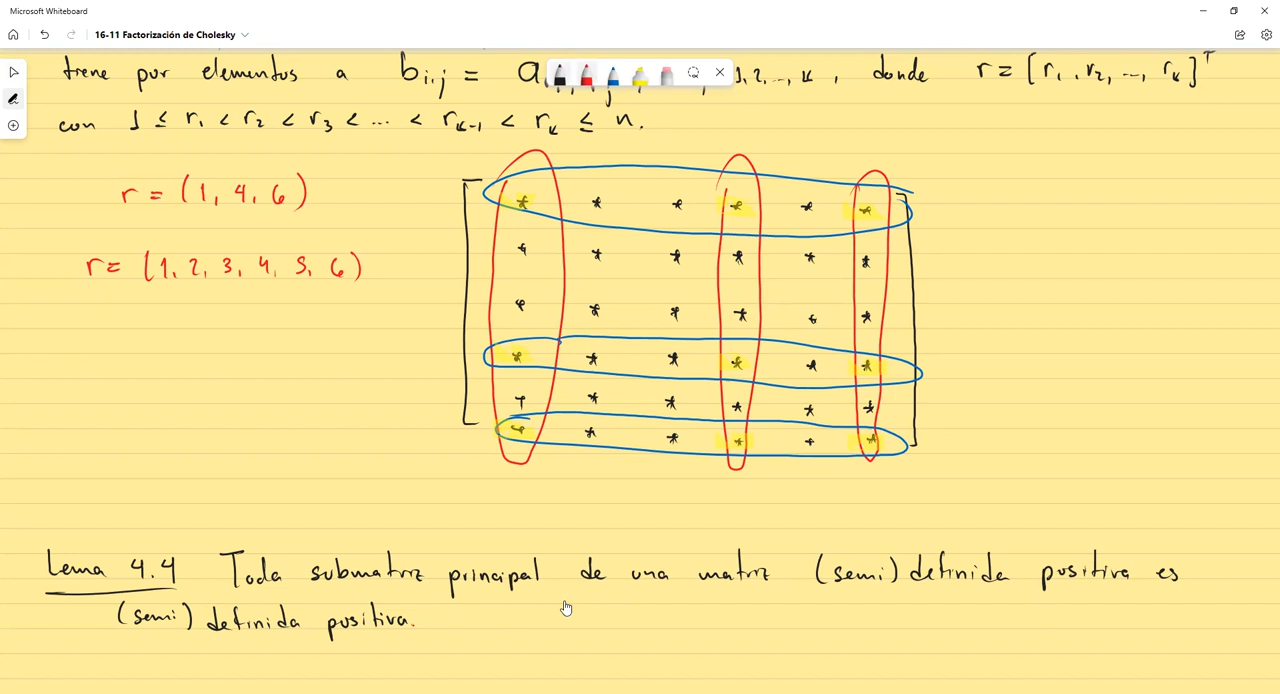 Microsoft Whiteboard
16-11 Factorización de Cholesky
tiene por elementos a b i,j = a 1, 2, ..., k , donde r = [r1, r2, ..., rk]^T
con 1 ≤ r1 < r2 < r3 < ... < rk-1 < rk ≤ n.
r = (1, 4, 6)
r = (1, 2, 3, 4, 5, 6)
Lema 4.4 Toda submatriz principal de una matriz (semi) definida positiva es
(semi) definida positiva.